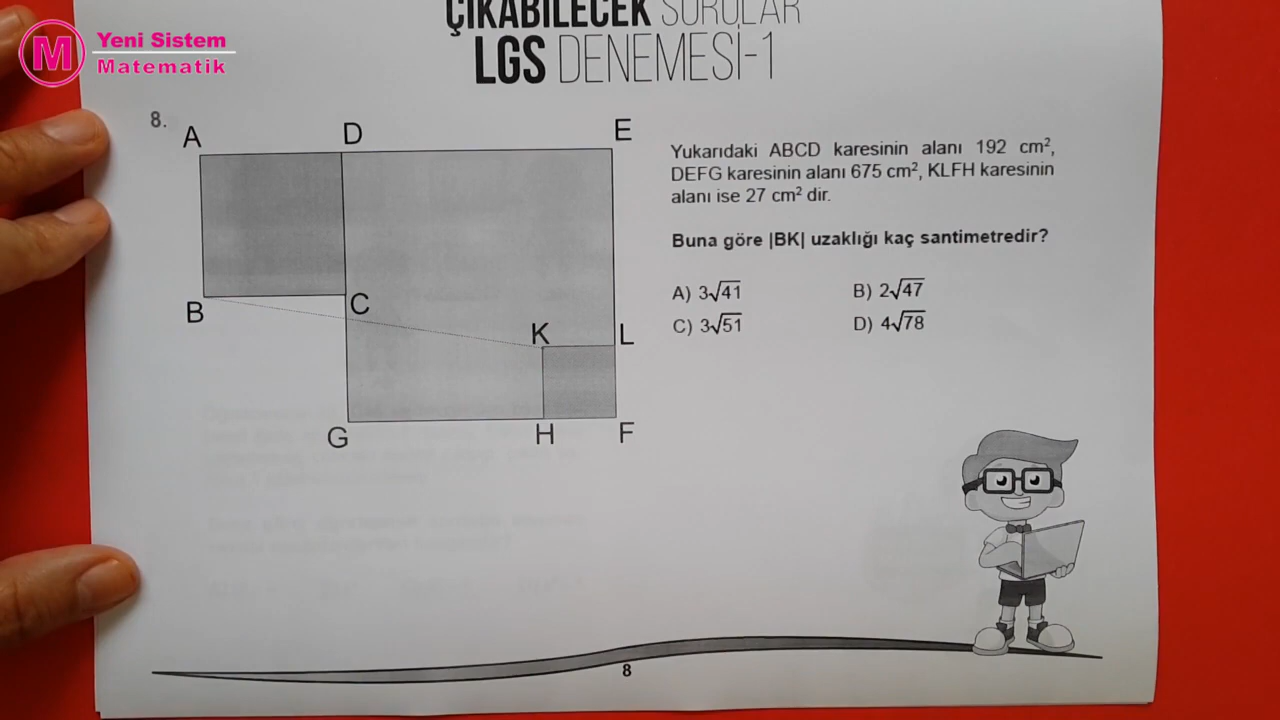 M Yeni Sistem
Matematik
ÇIKABİLECEK SORULAR
LGS DENEMESİ-1
8.
A D E
B C K L
G H F
Yukarıdaki ABCD karesinin alanı 192 cm²,
DEFG karesinin alanı 675 cm², KLFH karesinin
alanı ise 27 cm² dir.
Buna göre |BK| uzaklığı kaç santimetredir?
A) 3√41 B) 2√47
C) 3√51 D) 4√78
8